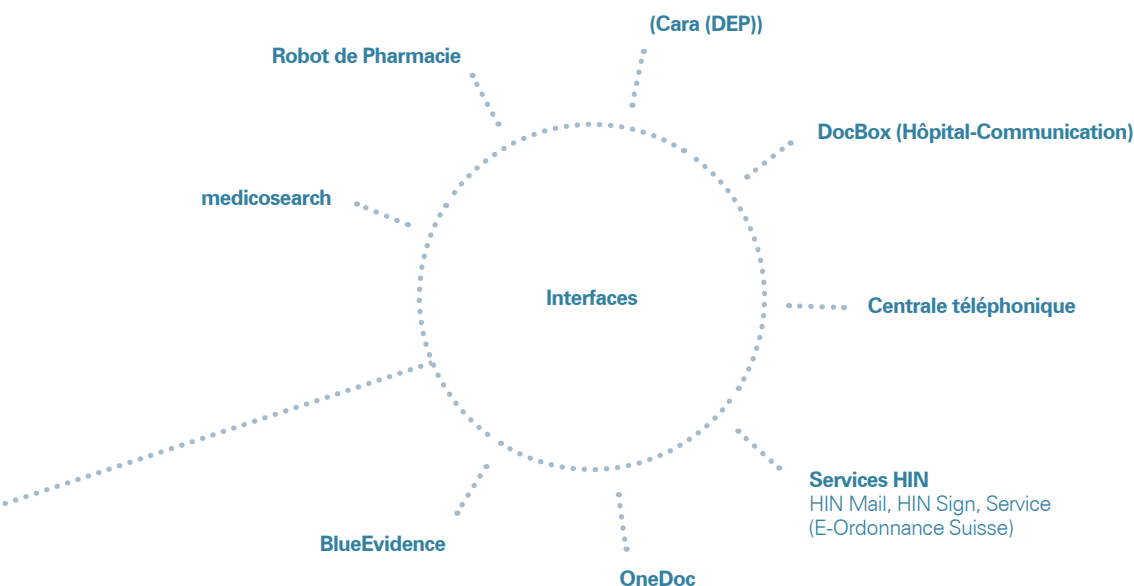 (Cara (DEP))
Robot de Pharmacie
DocBox (Hôpital-Communication)
medicosearch
Interfaces
Centrale téléphonique
Services HIN
HIN Mail, HIN Sign, Service
(E-Ordonnance Suisse)
BlueEvidence
OneDoc